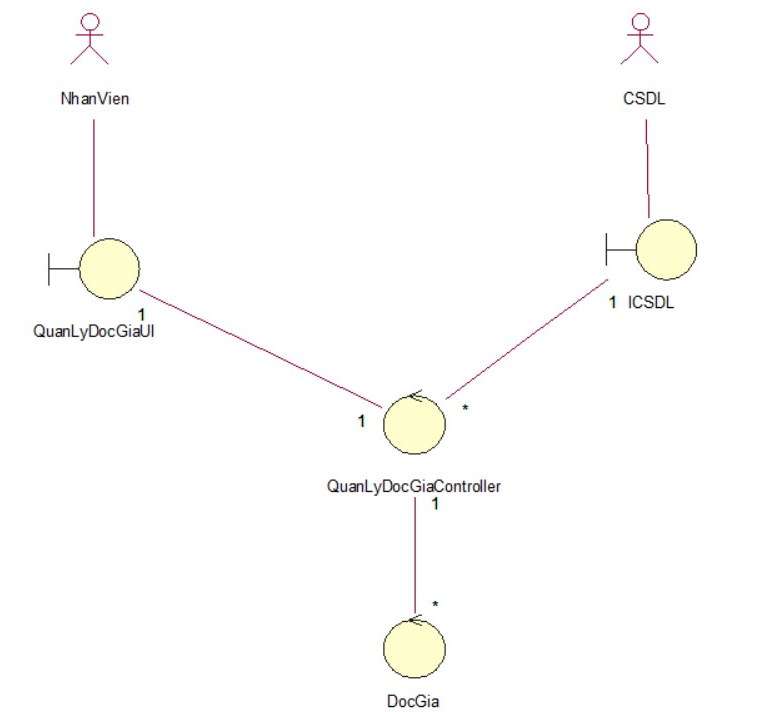 NhanVien
CSDL
1
QuanLyDocGiaUI
1 ICSDL
1
*
QuanLyDocGiaController
1
*
DocGia